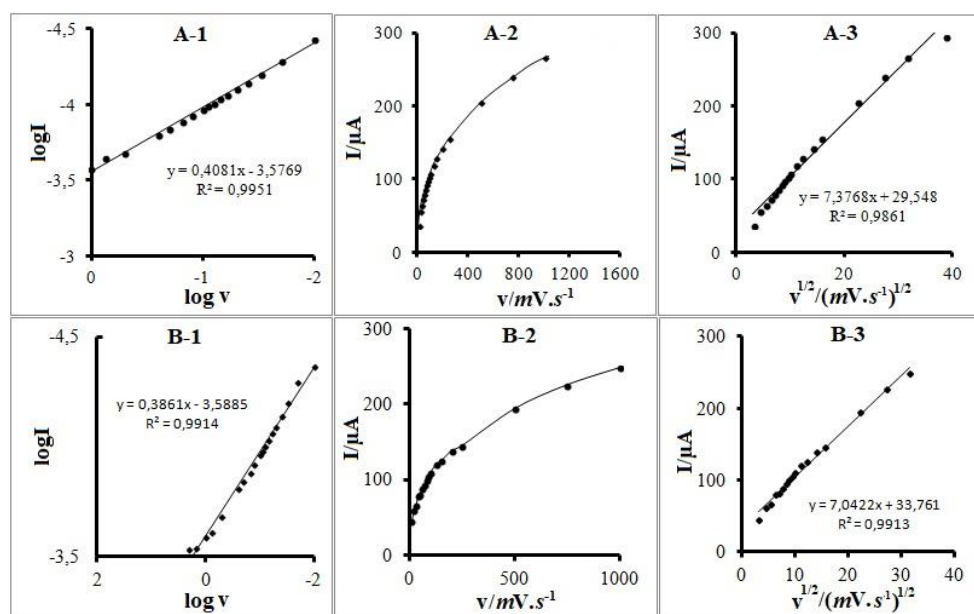 A-1
-4,5
-4
-3,5
-3
logI
y = 0,4081x - 3,5769
R² = 0,9951
0
-1
-2
log v
A-2
300
200
100
0
I/µA
0
400
800
1200
1600
v/mV.s⁻¹
A-3
300
200
100
0
I/µA
y = 7,3768x + 29,548
R² = 0,9861
0
20
40
v¹/²/(mV.s⁻¹)¹/²
B-1
-4,5
-3,5
logI
y = 0,3861x - 3,5885
R² = 0,9914
2
0
-2
log v
B-2
300
200
100
0
I/µA
0
500
1000
v/mV.s⁻¹
B-3
300
200
100
0
I/µA
y = 7,0422x + 33,761
R² = 0,9913
0
10
20
30
40
v¹/²/(mV.s⁻¹)¹/²